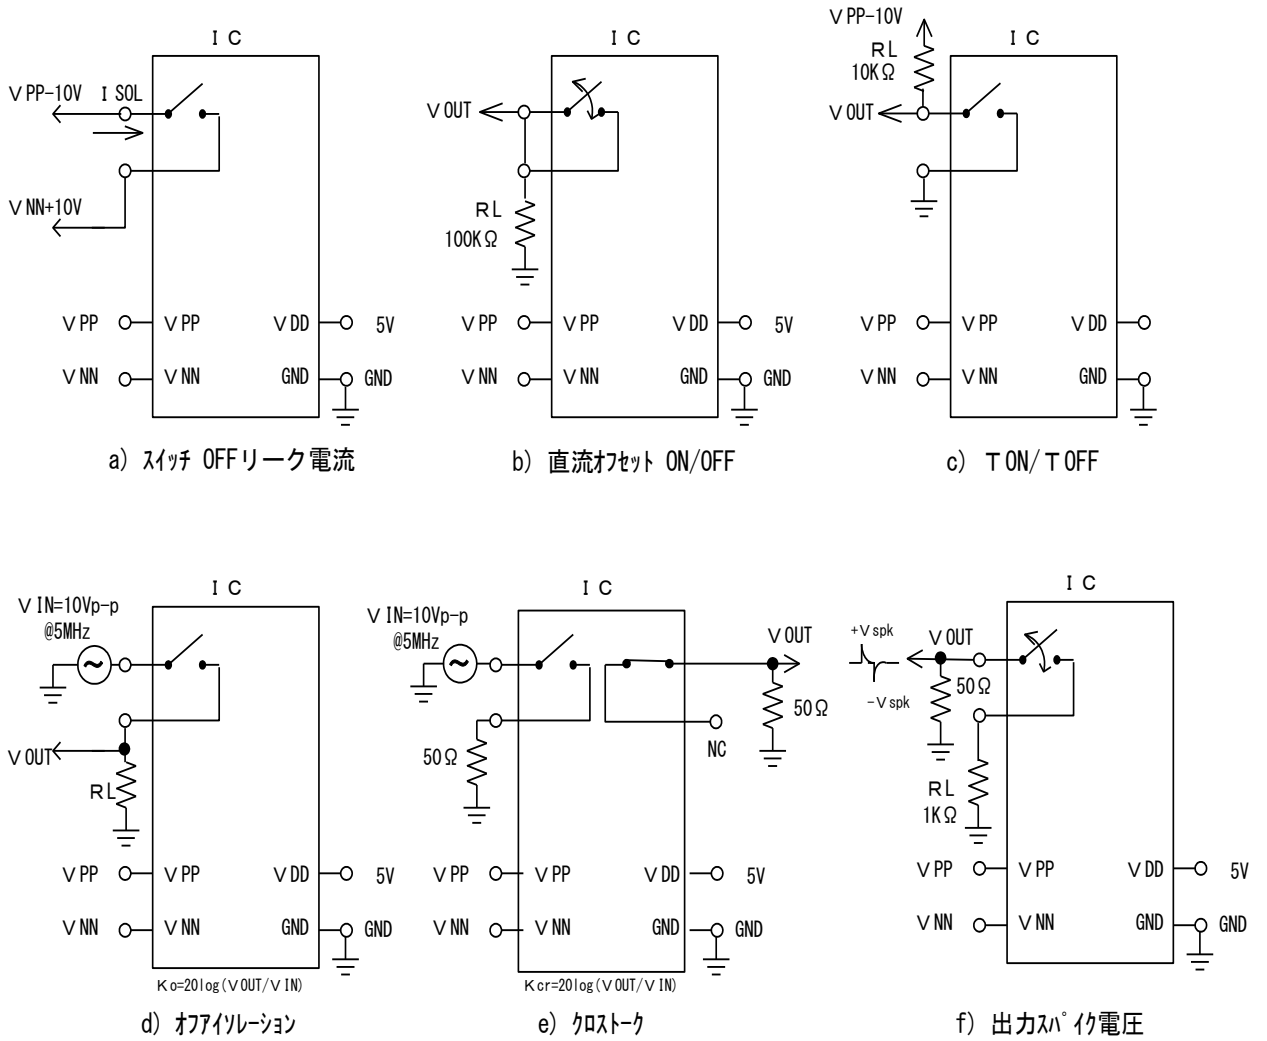 IC
VPP-10V ISOL
VNN+10V
VPP VPP VDD 5V
VNN VNN GND GND
a) スイッチ OFFリーク電流
IC
VOUT
RL
100KΩ
VPP VPP VDD 5V
VNN VNN GND GND
b) 直流オフセット ON/OFF
VPP-10V
IC
RL
10KΩ
VOUT
VPP VPP VDD
VNN VNN GND
c) TON/TOFF
IC
VIN=10Vp-p
@5MHz
VOUT
RL
VPP VPP VDD 5V
VNN VNN GND GND
Ko=20log(VOUT/VIN)
d) オフアイソレーション
IC
VIN=10Vp-p
@5MHz
VOUT
50Ω
50Ω
NC
VPP VPP VDD 5V
VNN VNN GND GND
Kcr=20log(VOUT/VIN)
e) クロストーク
IC
+Vspk
VOUT
-Vspk
50Ω
RL
1KΩ
VPP VPP VDD 5V
VNN VNN GND GND
f) 出力スパイク電圧